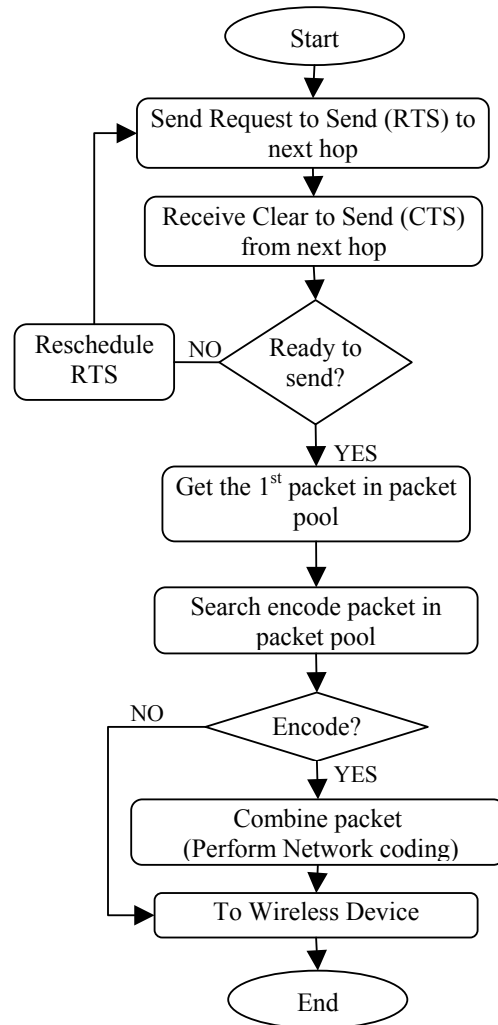 Start
Send Request to Send (RTS) to
next hop
Receive Clear to Send (CTS)
from next hop
Reschedule
RTS
NO
Ready to
send?
YES
Get the 1st packet in packet
pool
Search encode packet in
packet pool
NO
Encode?
YES
Combine packet
(Perform Network coding)
To Wireless Device
End